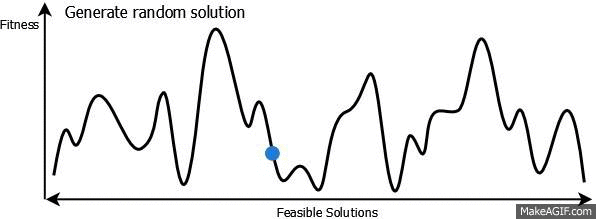 Generate random solution
Fitness
Feasible Solutions
MakeAGIF.com